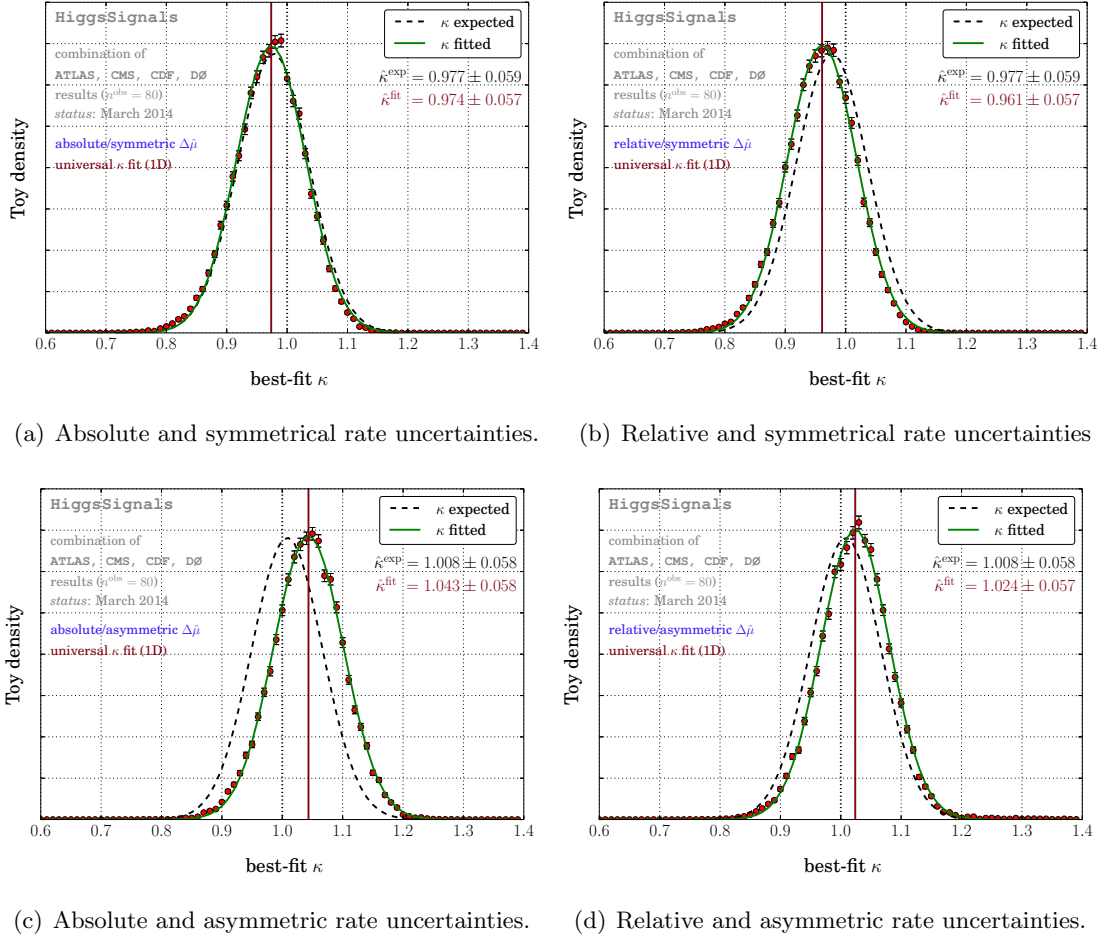 HiggsSignals
combination of
ATLAS, CMS, CDF, DØ
results (n^obs = 80)
status: March 2014
absolute/symmetric Δμ̂
universal κ fit (1D)
κ expected
κ fitted
κ̂^exp = 0.977 ± 0.059
κ̂^fit = 0.974 ± 0.057
Toy density
0.6 0.7 0.8 0.9 1.0 1.1 1.2 1.3 1.4
best-fit κ
(a) Absolute and symmetrical rate uncertainties.
HiggsSignals
combination of
ATLAS, CMS, CDF, DØ
results (n^obs = 80)
status: March 2014
relative/symmetric Δμ̂
universal κ fit (1D)
κ expected
κ fitted
κ̂^exp = 0.977 ± 0.059
κ̂^fit = 0.961 ± 0.057
Toy density
0.6 0.7 0.8 0.9 1.0 1.1 1.2 1.3 1.4
best-fit κ
(b) Relative and symmetrical rate uncertainties
HiggsSignals
combination of
ATLAS, CMS, CDF, DØ
results (n^obs = 80)
status: March 2014
absolute/asymmetric Δμ̂
universal κ fit (1D)
κ expected
κ fitted
κ̂^exp = 1.008 ± 0.058
κ̂^fit = 1.043 ± 0.058
Toy density
0.6 0.7 0.8 0.9 1.0 1.1 1.2 1.3 1.4
best-fit κ
(c) Absolute and asymmetric rate uncertainties.
HiggsSignals
combination of
ATLAS, CMS, CDF, DØ
results (n^obs = 80)
status: March 2014
relative/asymmetric Δμ̂
universal κ fit (1D)
κ expected
κ fitted
κ̂^exp = 1.008 ± 0.058
κ̂^fit = 1.024 ± 0.057
Toy density
0.6 0.7 0.8 0.9 1.0 1.1 1.2 1.3 1.4
best-fit κ
(d) Relative and asymmetric rate uncertainties.